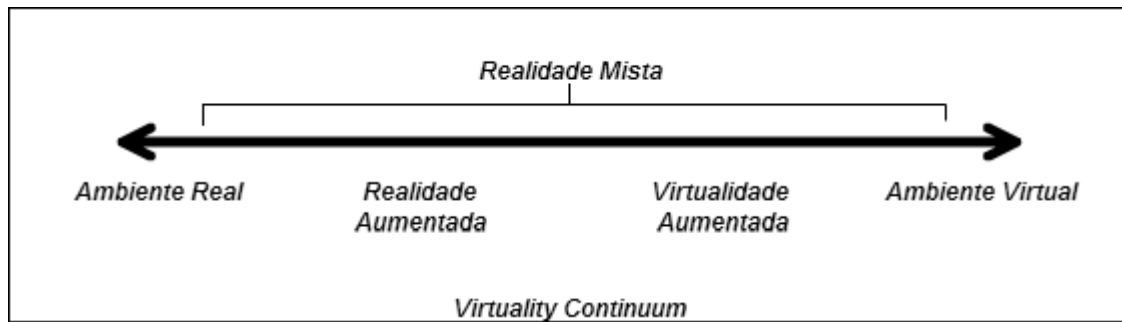 Realidade Mista
Ambiente Real
Realidade
Aumentada
Virtualidade
Aumentada
Ambiente Virtual
Virtuality Continuum